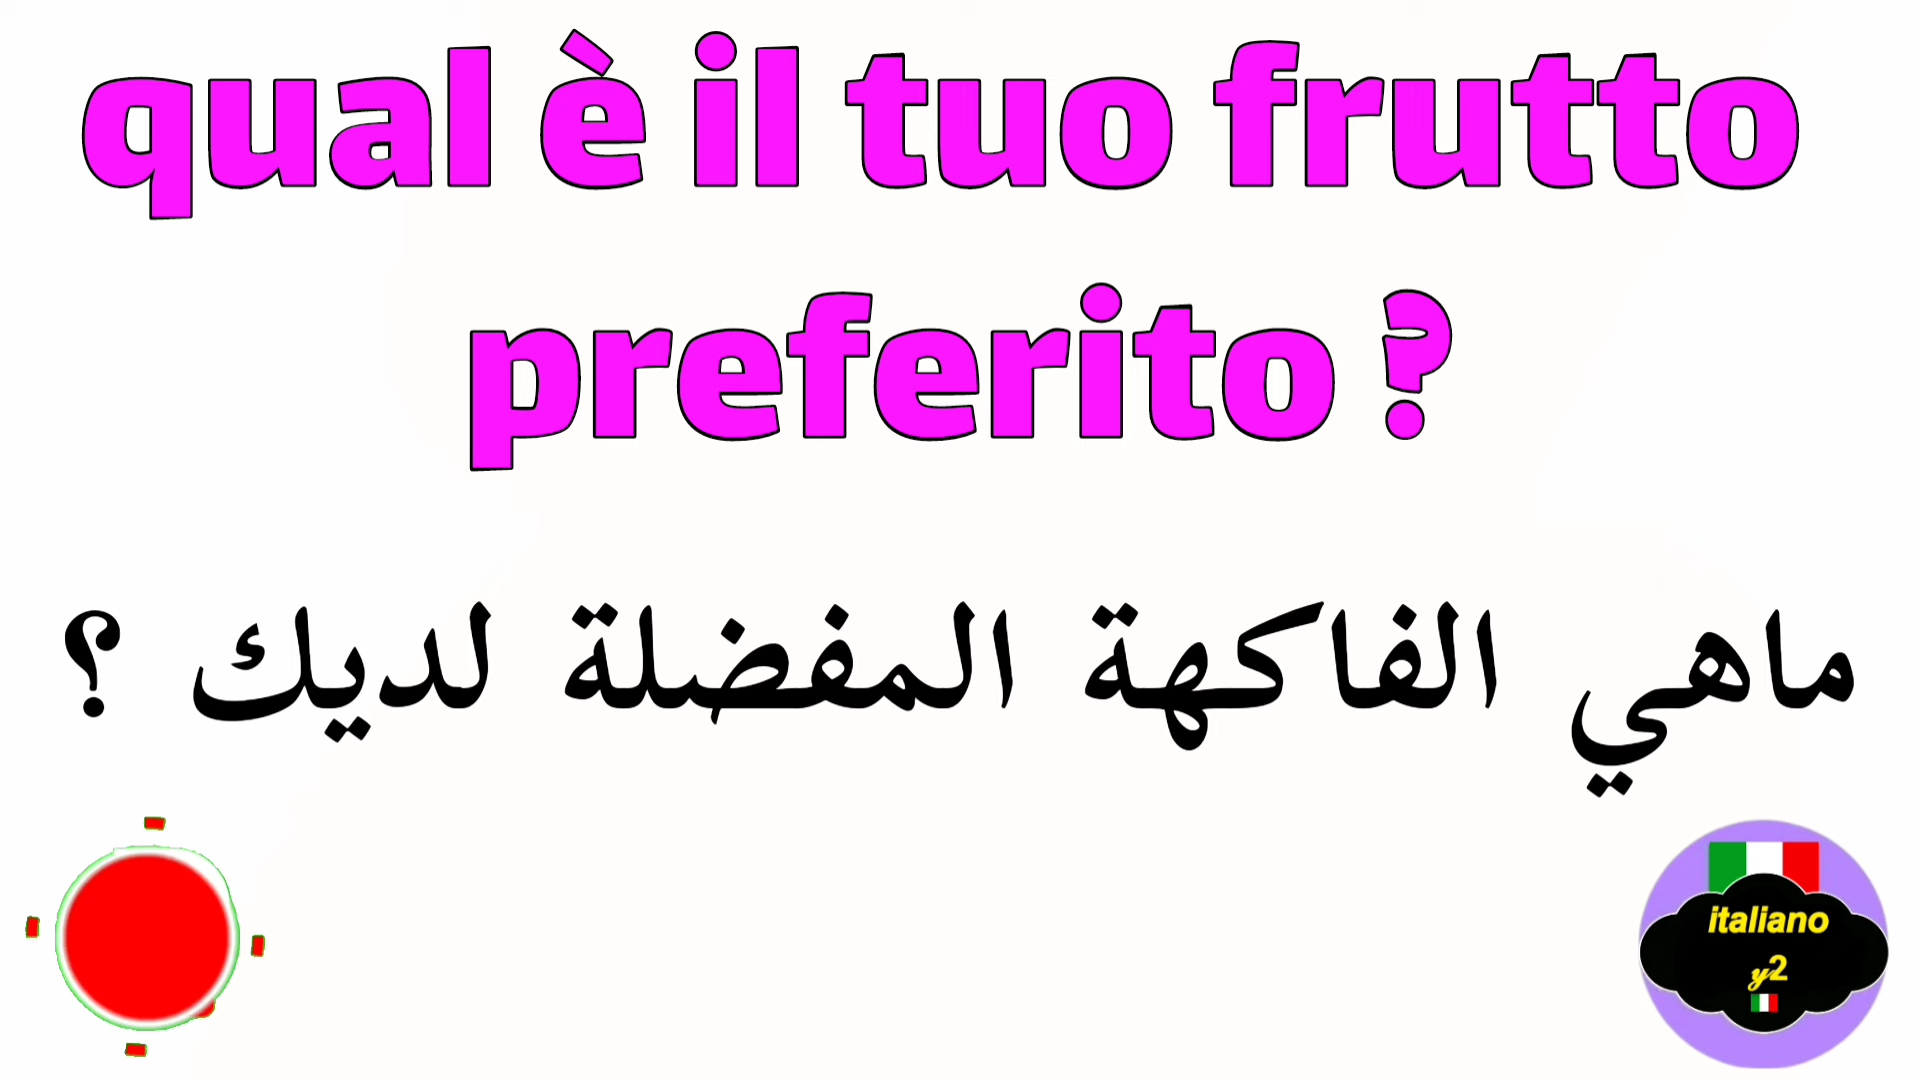 qual è il tuo frutto
preferito ?
ماهي الفاكهة المفضلة لديك ؟
italiano
y2